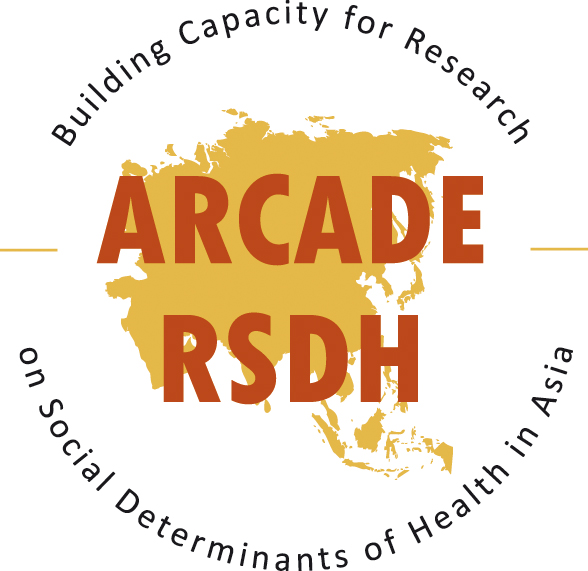 Building Capacity for Research
ARCADE
RSDH
on Social Determinants of Health in Asia